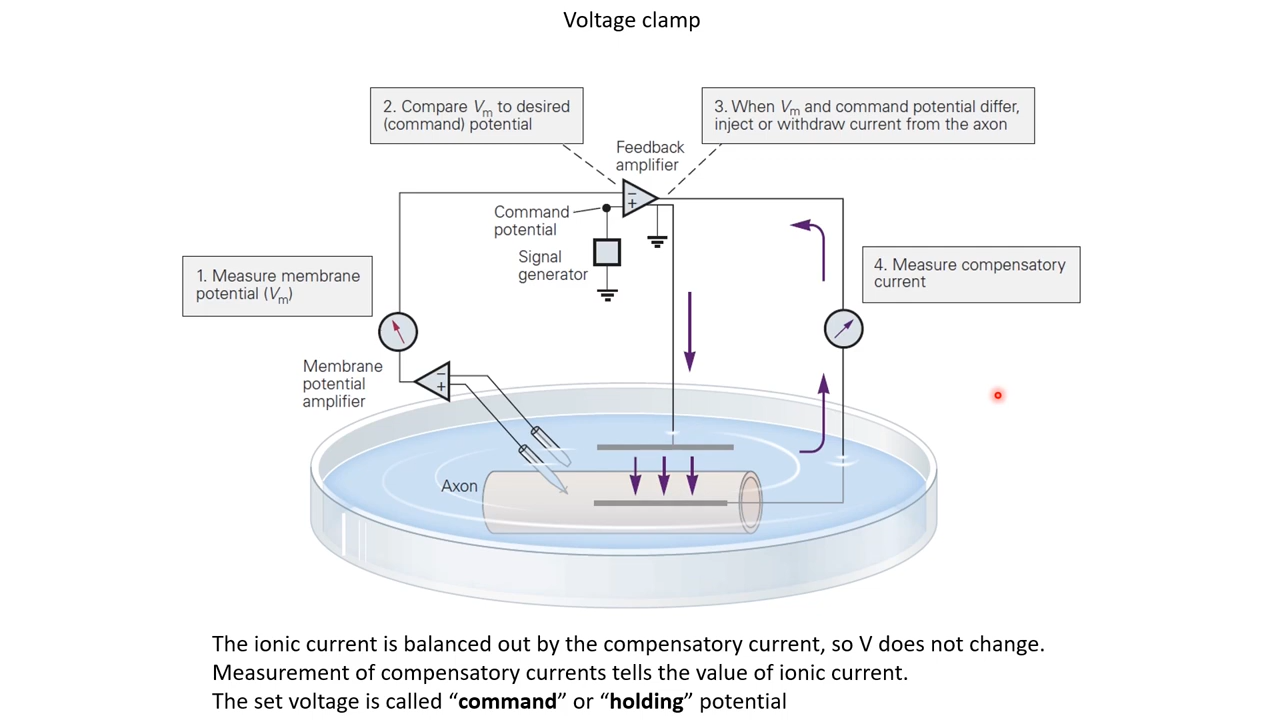 Voltage clamp
2. Compare Vm to desired
(command) potential
3. When Vm and command potential differ,
inject or withdraw current from the axon
Feedback
amplifier
−
+
Command
potential
Signal
generator
1. Measure membrane
potential (Vm)
4. Measure compensatory
current
Membrane
potential
amplifier
−
+
Axon
The ionic current is balanced out by the compensatory current, so V does not change.
Measurement of compensatory currents tells the value of ionic current.
The set voltage is called “command” or “holding” potential